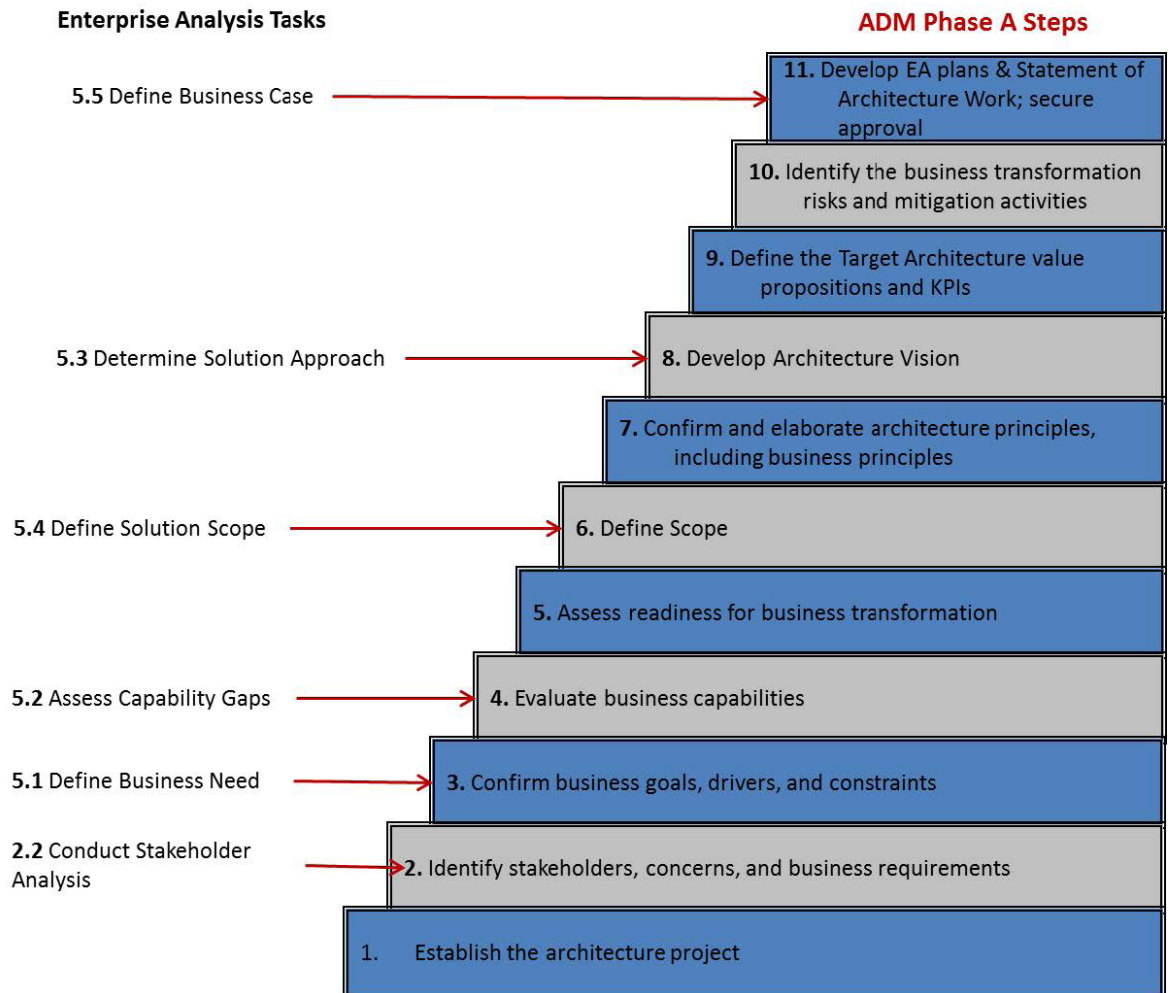 Enterprise Analysis Tasks
ADM Phase A Steps
5.5 Define Business Case
11. Develop EA plans & Statement of
Architecture Work; secure
approval
10. Identify the business transformation
risks and mitigation activities
9. Define the Target Architecture value
propositions and KPIs
5.3 Determine Solution Approach
8. Develop Architecture Vision
7. Confirm and elaborate architecture principles,
including business principles
5.4 Define Solution Scope
6. Define Scope
5. Assess readiness for business transformation
5.2 Assess Capability Gaps
4. Evaluate business capabilities
5.1 Define Business Need
3. Confirm business goals, drivers, and constraints
2.2 Conduct Stakeholder
Analysis
2. Identify stakeholders, concerns, and business requirements
1. Establish the architecture project